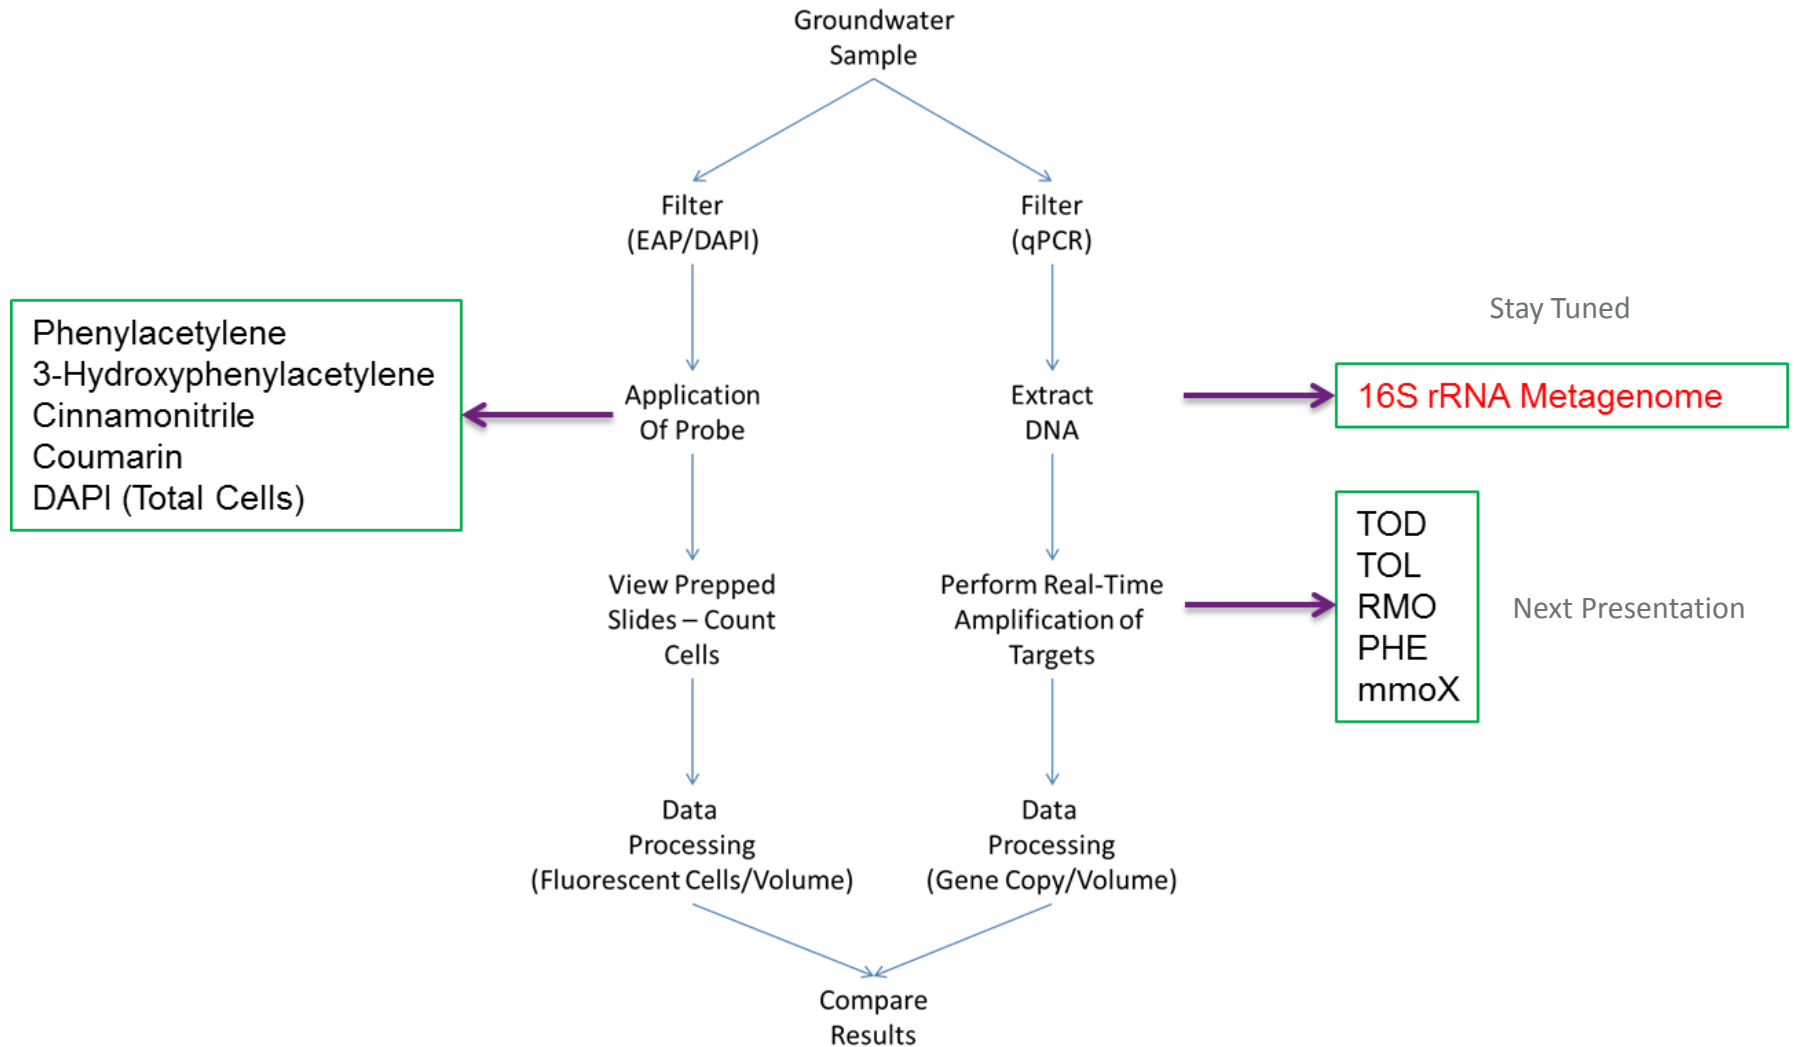 Groundwater
Sample
Filter
(EAP/DAPI)
Filter
(qPCR)
Phenylacetylene
3-Hydroxyphenylacetylene
Cinnamonitrile
Coumarin
DAPI (Total Cells)
Application
Of Probe
Extract
DNA
Stay Tuned
16S rRNA Metagenome
View Prepped
Slides – Count
Cells
Perform Real-Time
Amplification of
Targets
TOD
TOL
RMO
PHE
mmoX
Next Presentation
Data
Processing
(Fluorescent Cells/Volume)
Data
Processing
(Gene Copy/Volume)
Compare
Results